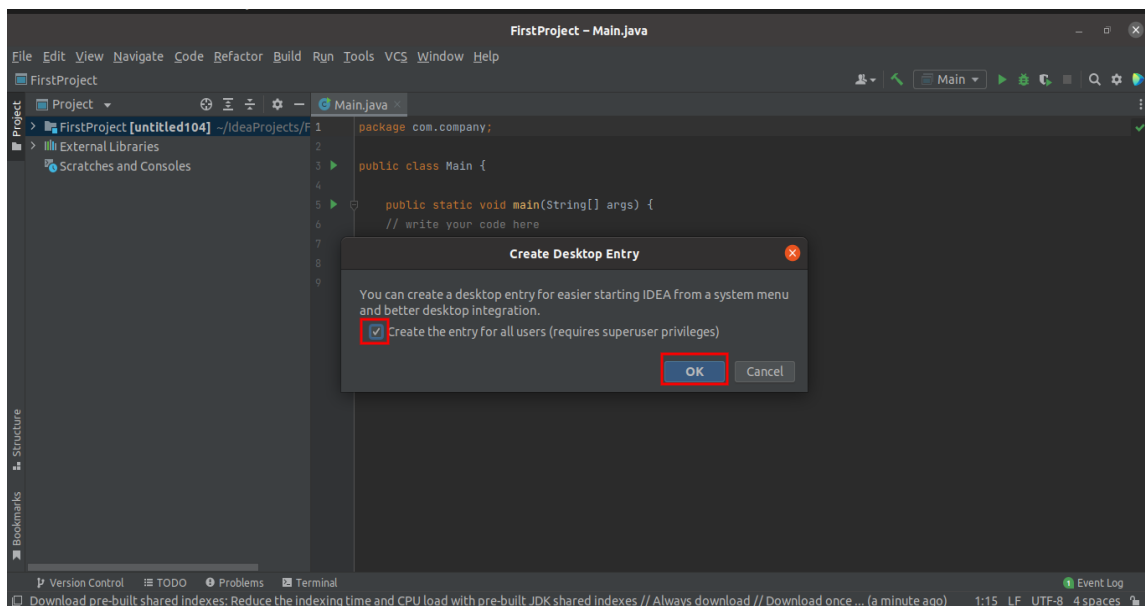 FirstProject – Main.java
File Edit View Navigate Code Refactor Build Run Tools VCS Window Help
FirstProject
Main
Project
Main.java
Project
FirstProject [untitled104] ~/IdeaProjects/F
External Libraries
Scratches and Consoles
1 package com.company;
2
3 public class Main {
4
5 public static void main(String[] args) {
6 // write your code here
7
8
9
Create Desktop Entry
You can create a desktop entry for easier starting IDEA from a system menu
and better desktop integration.
Create the entry for all users (requires superuser privileges)
OK Cancel
Structure
Bookmarks
Version Control TODO Problems Terminal
1 Event Log
Download pre-built shared indexes: Reduce the indexing time and CPU load with pre-built JDK shared indexes // Always download // Download once ... (a minute ago) 1:15 LF UTF-8 4 spaces